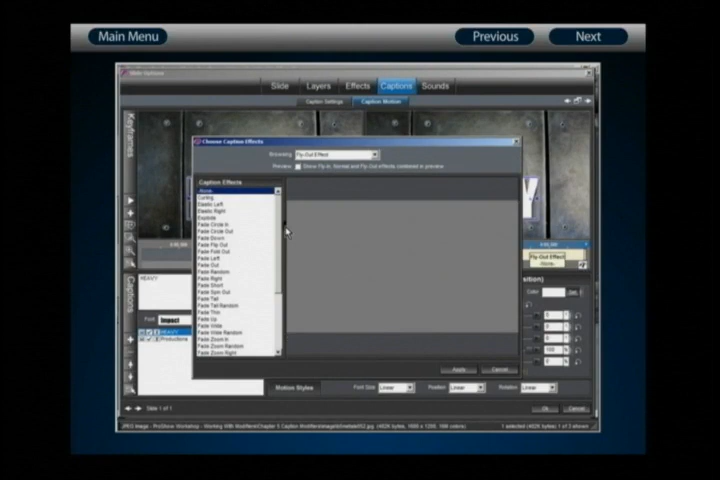 Main Menu
Previous
Next
Slide Options
Slide Layers Effects Captions Sounds
Caption Settings Caption Motion
Keyframes
Choose Caption Effects
Browsing Fly-Out Effect
Preview Show Fly-In, Normal and Fly-Out effects combined in preview
Caption Effects
-None-
Curling
Elastic Left
Elastic Right
Explode
Fade Circle In
Fade Circle Out
Fade Down
Fade Flip Out
Fade Fold Out
Fade Left
Fade Out
Fade Random
Fade Right
Fade Short
Fade Spin Out
Fade Tall
Fade Tall Random
Fade Thin
Fade Up
Fade Wide
Fade Wide Random
Fade Zoom In
Fade Zoom Random
Fade Zoom Right
Apply Cancel
Y
Fly-Out Effect
-None-
Captions
HEAVY
Font Impact
HEAVY
Productions
Color Set
100
Motion Styles Font Size Linear Position Linear Rotation Linear
Slide 1 of 1
Ok Cancel